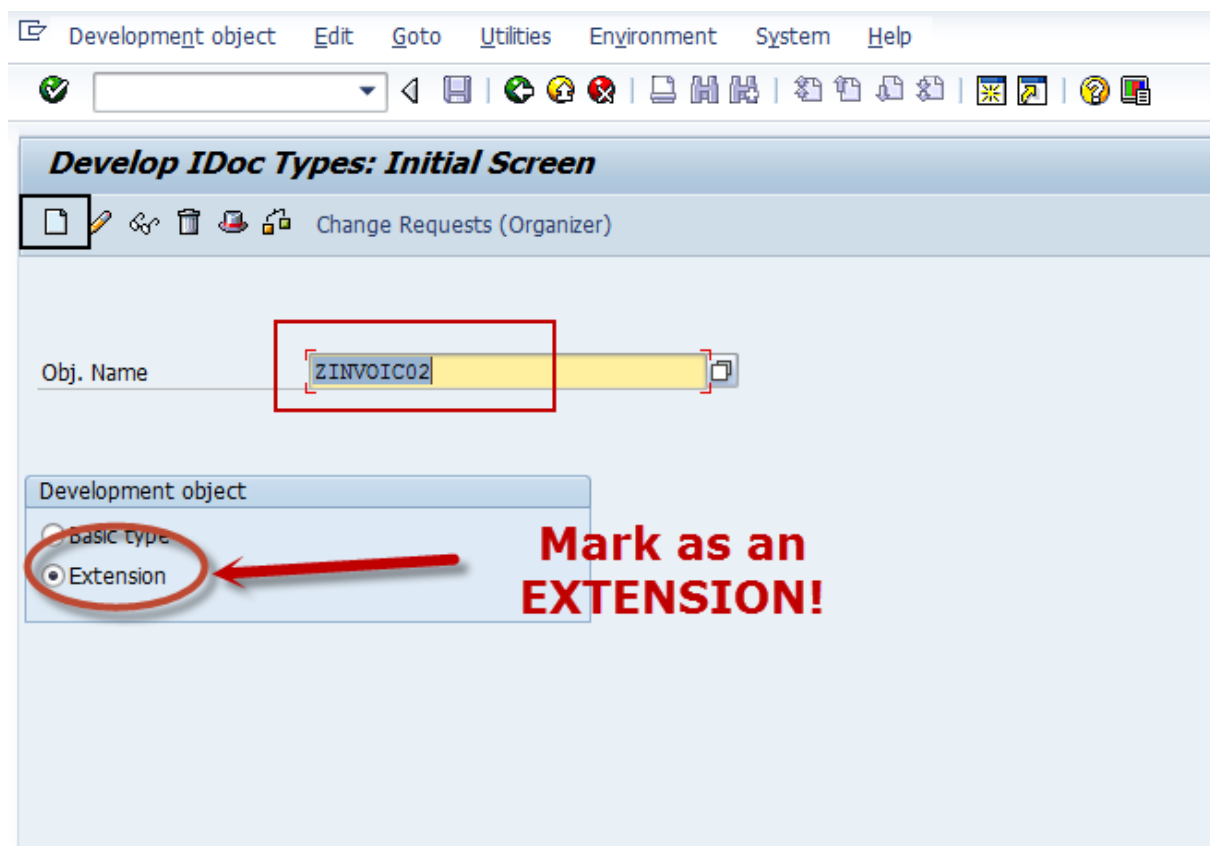 Development object Edit Goto Utilities Environment System Help
Develop IDoc Types: Initial Screen
Change Requests (Organizer)
Obj. Name ZINVOIC02
Development object
Basic type
Extension
Mark as an
EXTENSION!